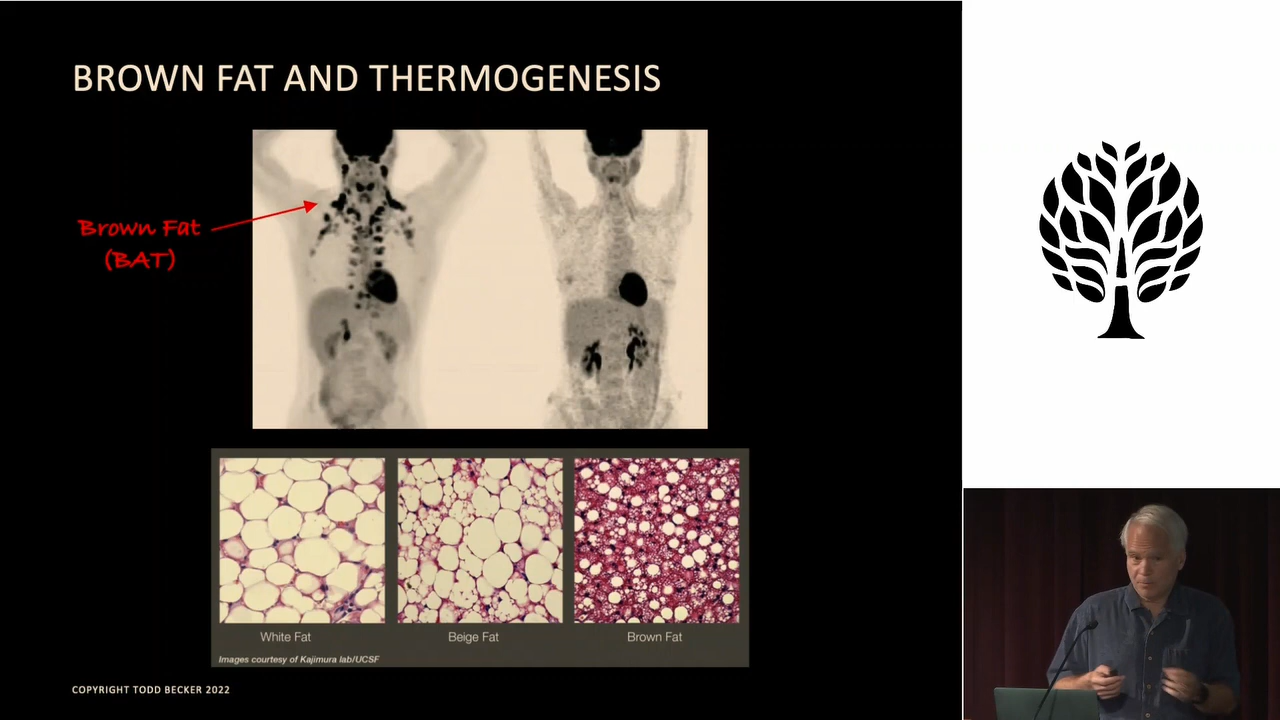 BROWN FAT AND THERMOGENESIS
Brown Fat
(BAT)
White Fat
Beige Fat
Brown Fat
Images courtesy of Kajimura lab/UCSF
COPYRIGHT TODD BECKER 2022